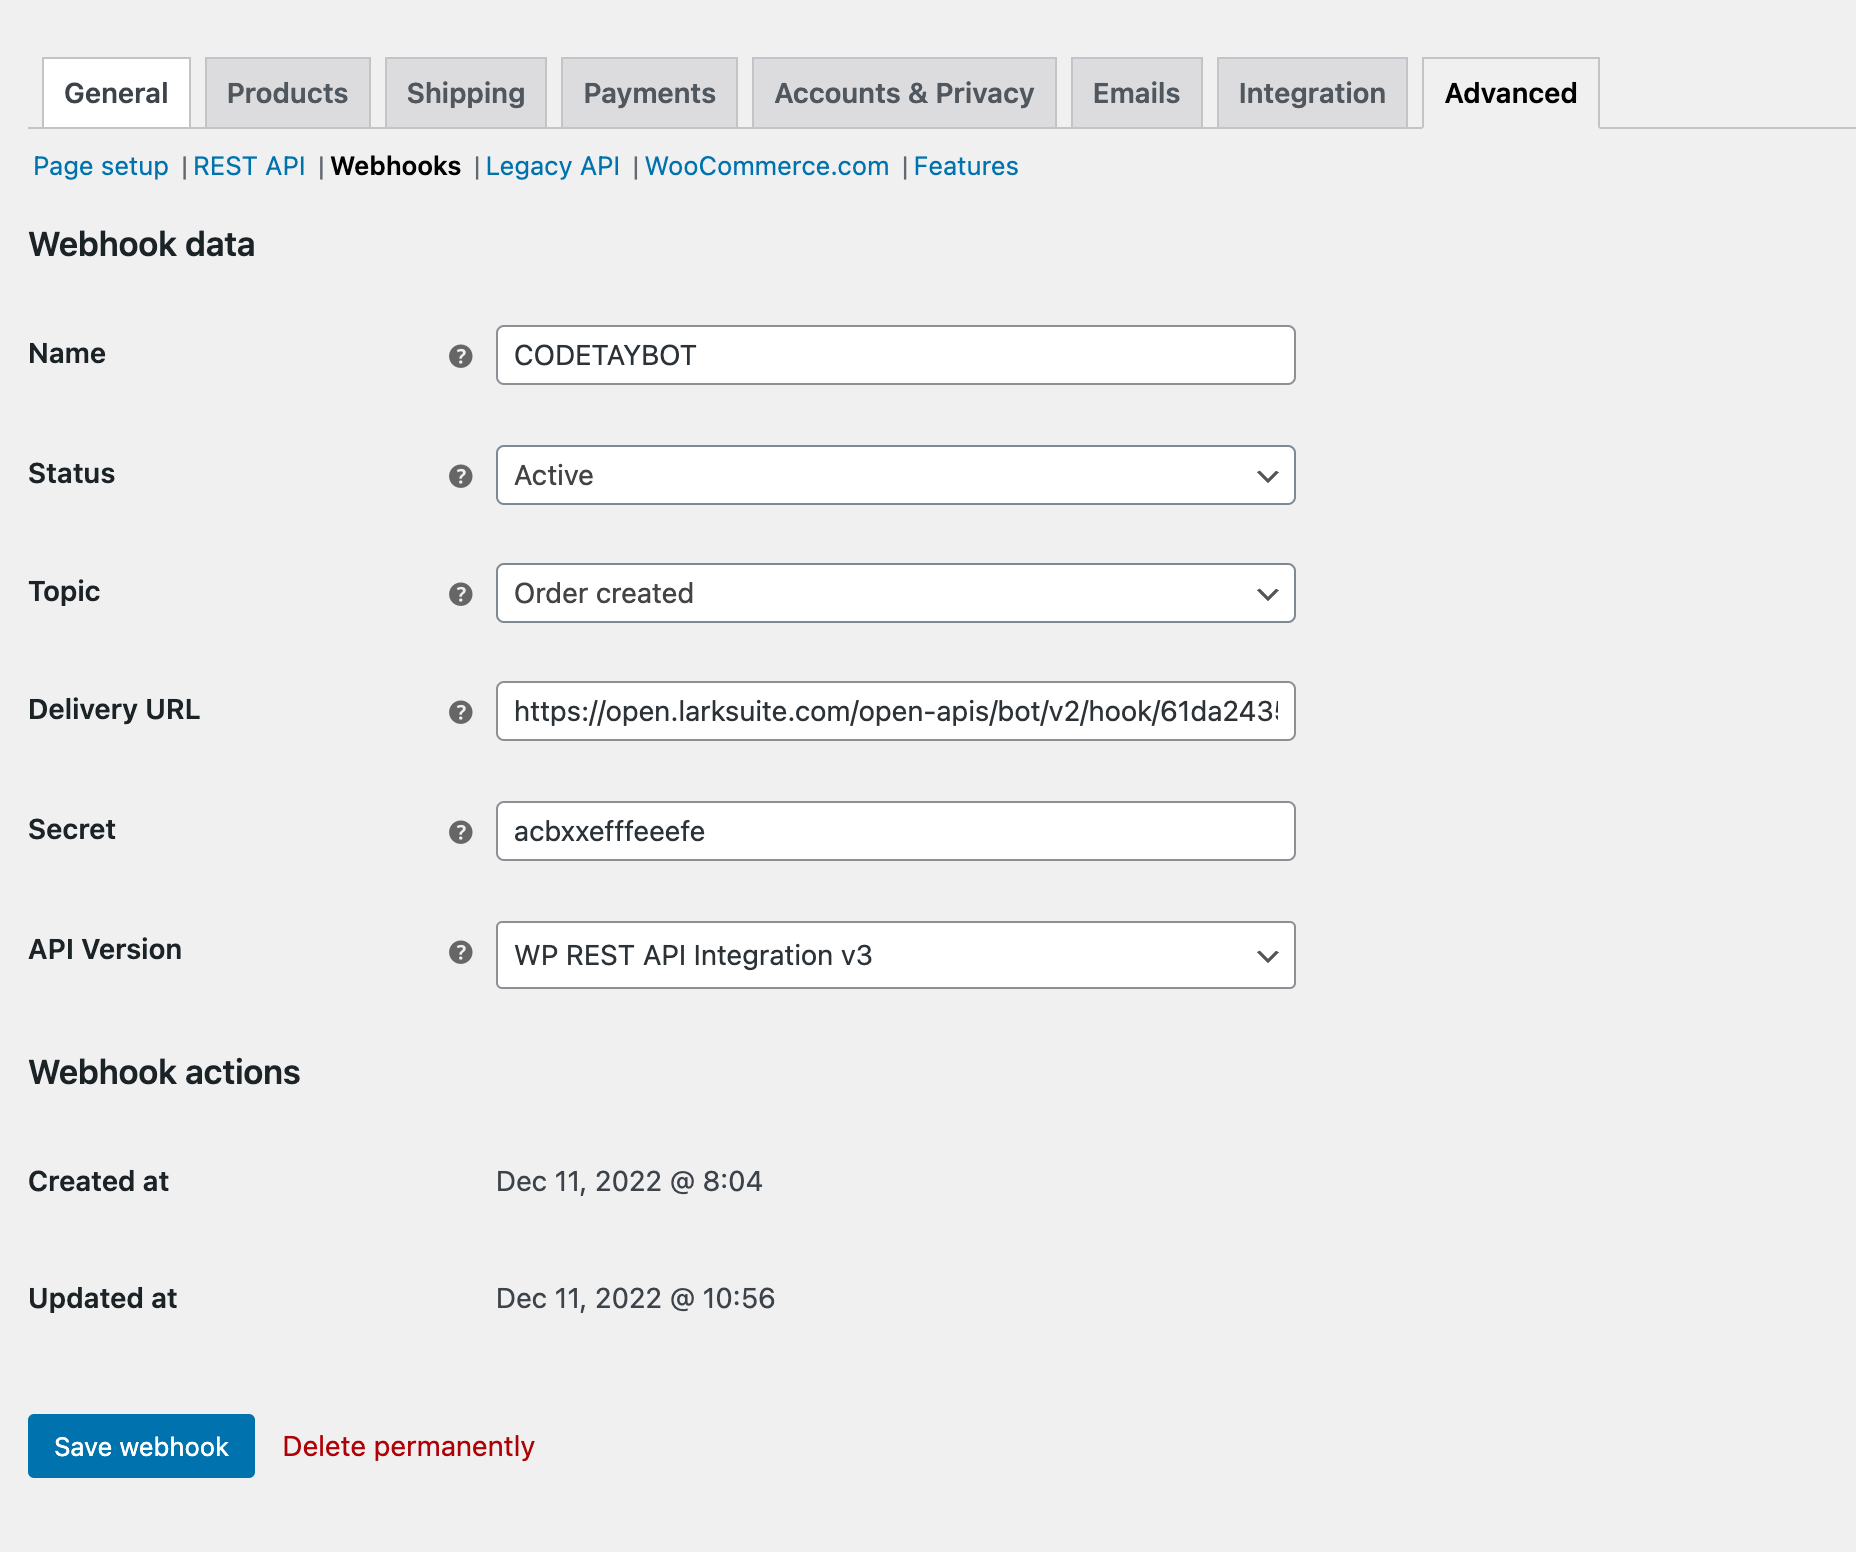 General Products Shipping Payments Accounts & Privacy Emails Integration Advanced
Page setup | REST API | Webhooks | Legacy API | WooCommerce.com | Features
Webhook data
Name ? CODETAYBOT
Status ? Active
Topic ? Order created
Delivery URL ? https://open.larksuite.com/open-apis/bot/v2/hook/61da243
Secret ? acbxxefffeeefe
API Version ? WP REST API Integration v3
Webhook actions
Created at Dec 11, 2022 @ 8:04
Updated at Dec 11, 2022 @ 10:56
Save webhook Delete permanently